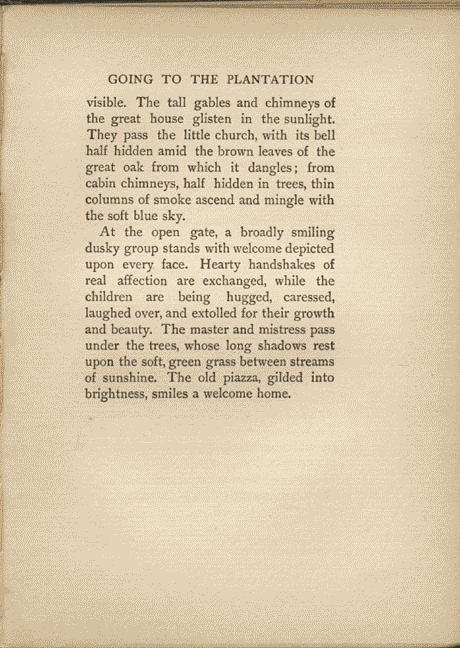 GOING TO THE PLANTATION
visible. The tall gables and chimneys of
the great house glisten in the sunlight.
They pass the little church, with its bell
half hidden amid the brown leaves of the
great oak from which it dangles; from
cabin chimneys, half hidden in trees, thin
columns of smoke ascend and mingle with
the soft blue sky.
At the open gate, a broadly smiling
dusky group stands with welcome depicted
upon every face. Hearty handshakes of
real affection are exchanged, while the
children are being hugged, caressed,
laughed over, and extolled for their growth
and beauty. The master and mistress pass
under the trees, whose long shadows rest
upon the soft, green grass between streams
of sunshine. The old piazza, gilded into
brightness, smiles a welcome home.